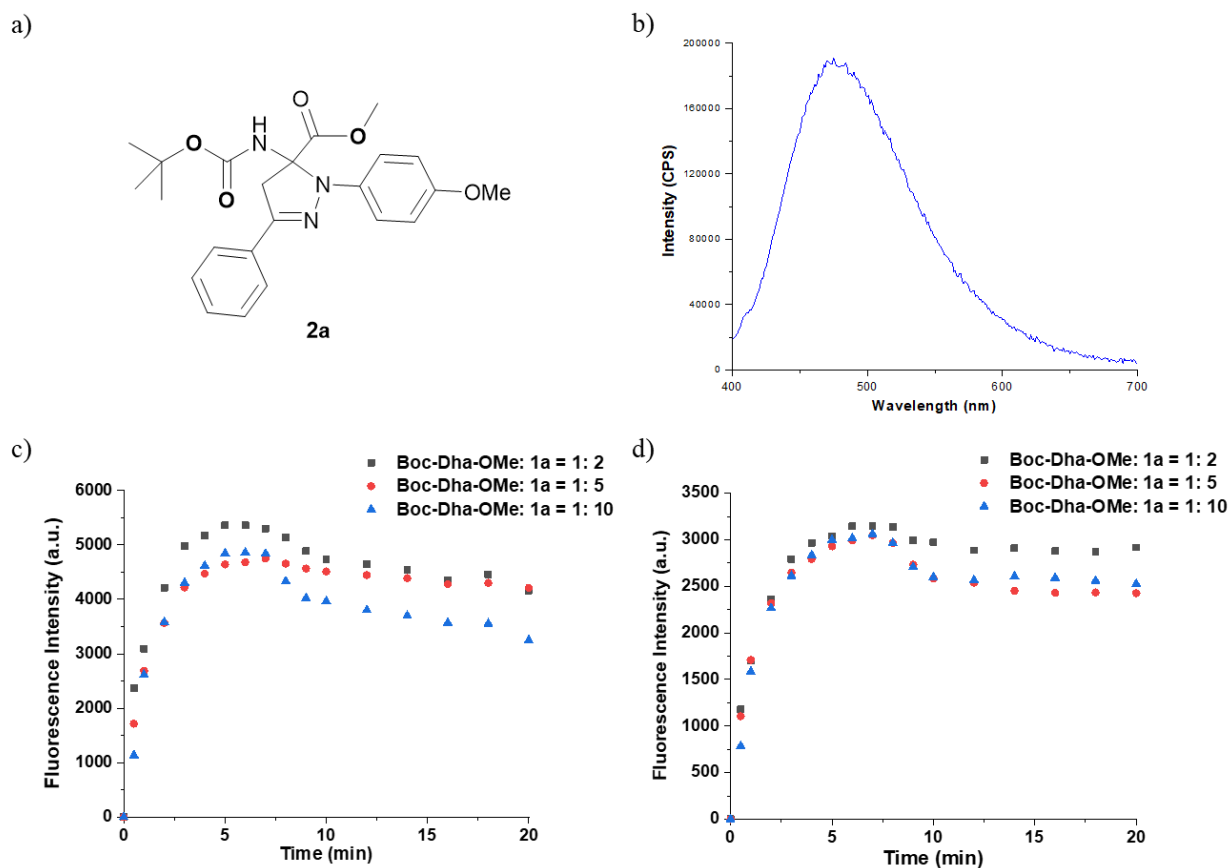 a)
H
O
O
N
O
O
N
N
OMe
2a
b)
200000
160000
120000
80000
40000
0
400
500
600
700
Intensity (CPS)
Wavelength (nm)
c)
Boc-Dha-OMe: 1a = 1: 2
Boc-Dha-OMe: 1a = 1: 5
Boc-Dha-OMe: 1a = 1: 10
6000
5000
4000
3000
2000
1000
0
0
5
10
15
20
Fluorescence Intensity (a.u.)
Time (min)
d)
Boc-Dha-OMe: 1a = 1: 2
Boc-Dha-OMe: 1a = 1: 5
Boc-Dha-OMe: 1a = 1: 10
3500
3000
2500
2000
1500
1000
500
0
0
5
10
15
20
Fluorescence Intensity (a.u.)
Time (min)